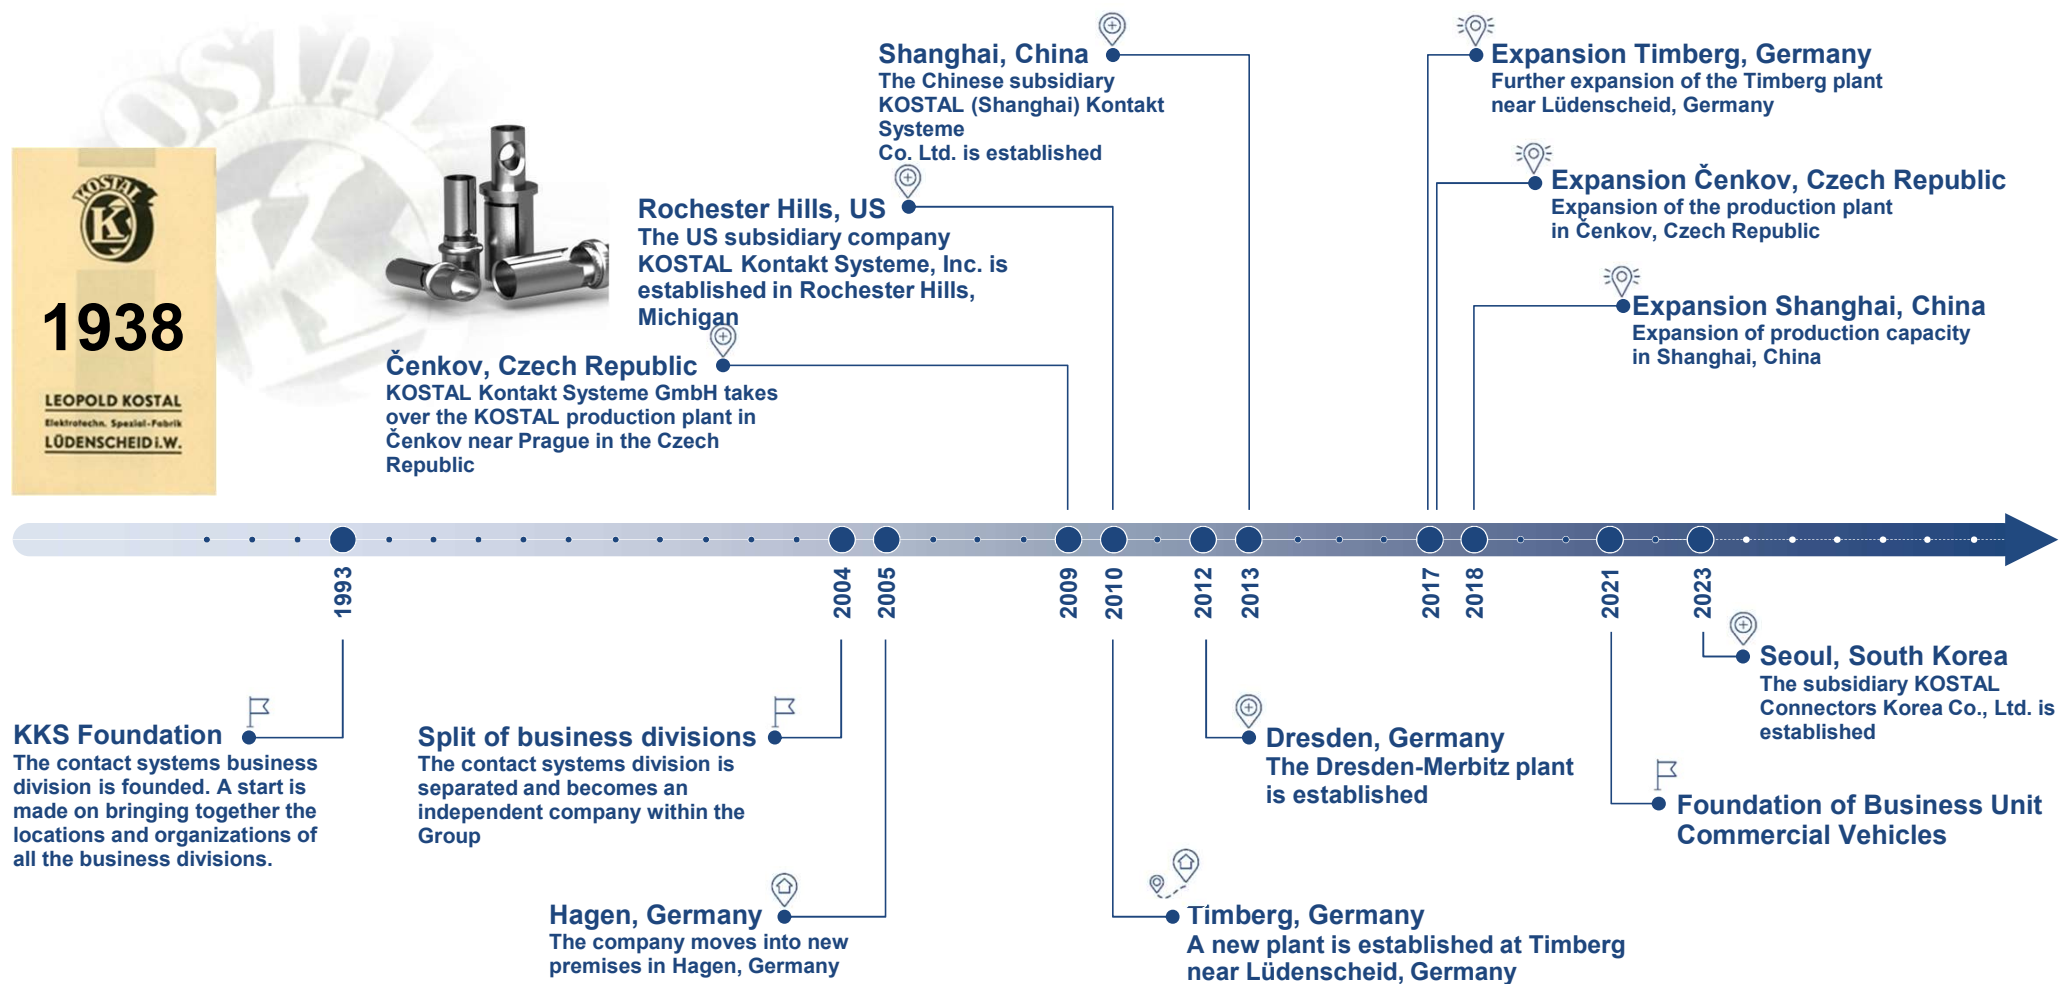 KOSTAL
KOSTAL
K
1938
LEOPOLD KOSTAL
Elektrotechn. Spezial-Fabrik
LÜDENSCHEID i.W.
Shanghai, China
The Chinese subsidiary
KOSTAL (Shanghai) Kontakt
Systeme
Co. Ltd. is established
Rochester Hills, US
The US subsidiary company
KOSTAL Kontakt Systeme, Inc. is
established in Rochester Hills,
Michigan
Čenkov, Czech Republic
KOSTAL Kontakt Systeme GmbH takes
over the KOSTAL production plant in
Čenkov near Prague in the Czech
Republic
Expansion Timberg, Germany
Further expansion of the Timberg plant
near Lüdenscheid, Germany
Expansion Čenkov, Czech Republic
Expansion of the production plant
in Čenkov, Czech Republic
Expansion Shanghai, China
Expansion of production capacity
in Shanghai, China
1993
2004
2005
2009
2010
2012
2013
2017
2018
2021
2023
KKS Foundation
The contact systems business
division is founded. A start is
made on bringing together the
locations and organizations of
all the business divisions.
Split of business divisions
The contact systems division is
separated and becomes an
independent company within the
Group
Hagen, Germany
The company moves into new
premises in Hagen, Germany
Dresden, Germany
The Dresden-Merbitz plant
is established
Timberg, Germany
A new plant is established at Timberg
near Lüdenscheid, Germany
Seoul, South Korea
The subsidiary KOSTAL
Connectors Korea Co., Ltd. is
established
Foundation of Business Unit
Commercial Vehicles